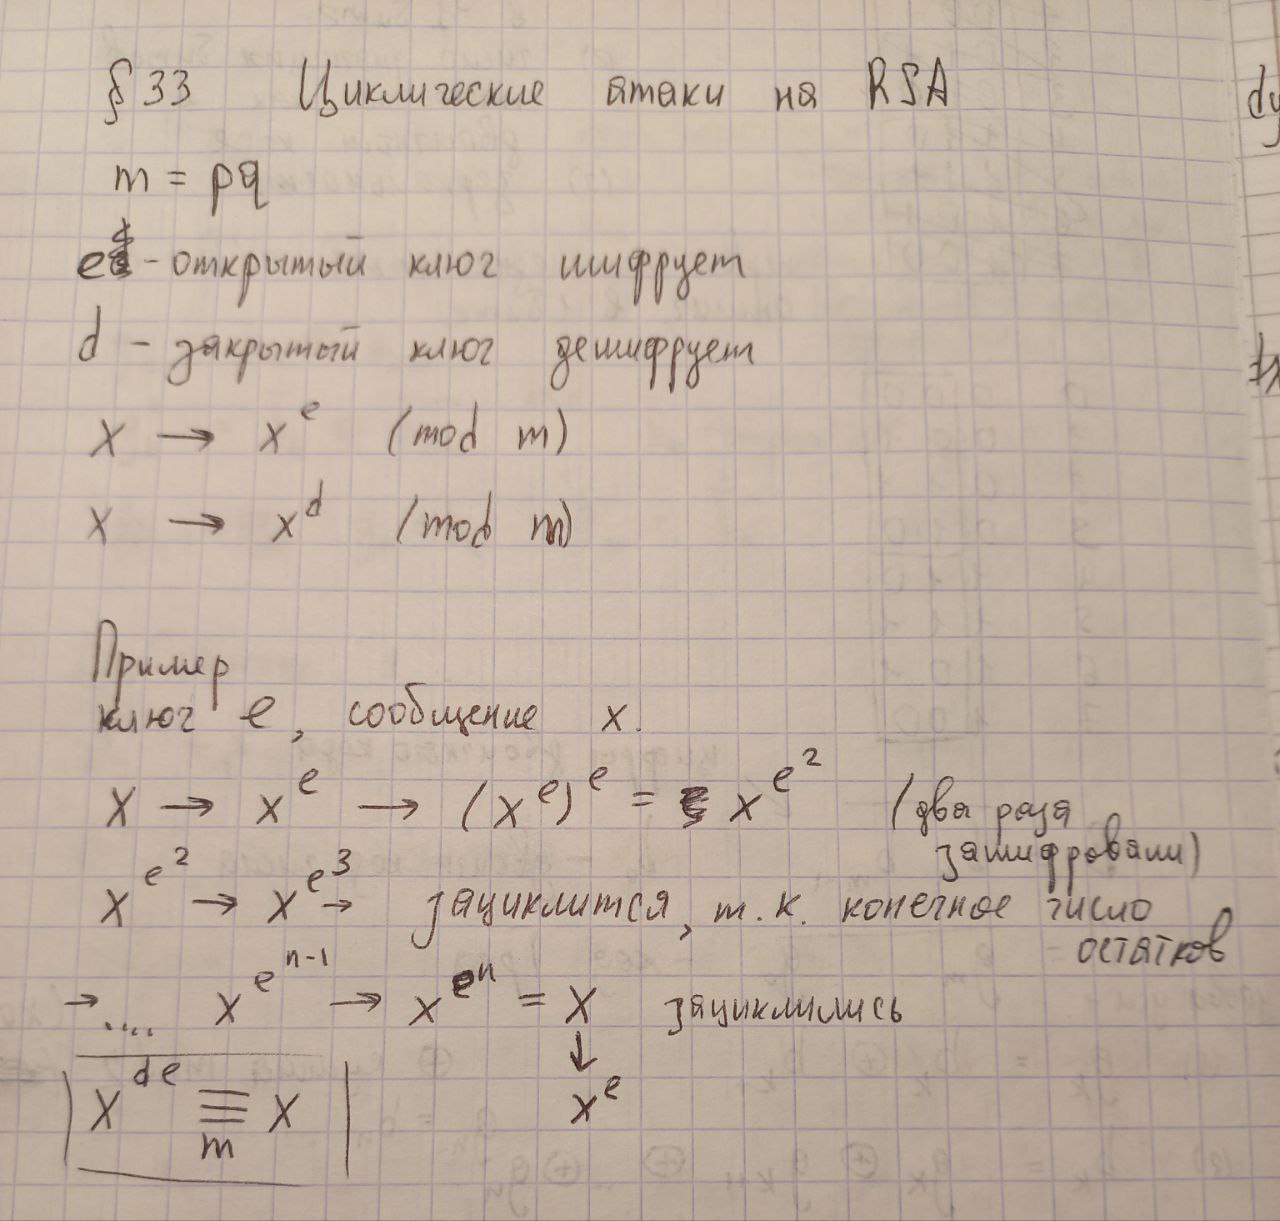 § 33 Циклические атаки на RSA
m = pq
e - открытый ключ шифрует
d - закрытый ключ дешифрует
x → x^e (mod m)
x → x^d (mod m)
Пример
ключ e, сообщение x.
x → x^e → (x^e)^e = x^{e^2} (два раза
зашифровали)
x^{e^2} → x^{e^3} → зациклится, т.к. конечное число
остатков
→ .... x^{e^{n-1}} → x^{e^n} = x зациклились
↓
x^{de} ≡_m x x^e